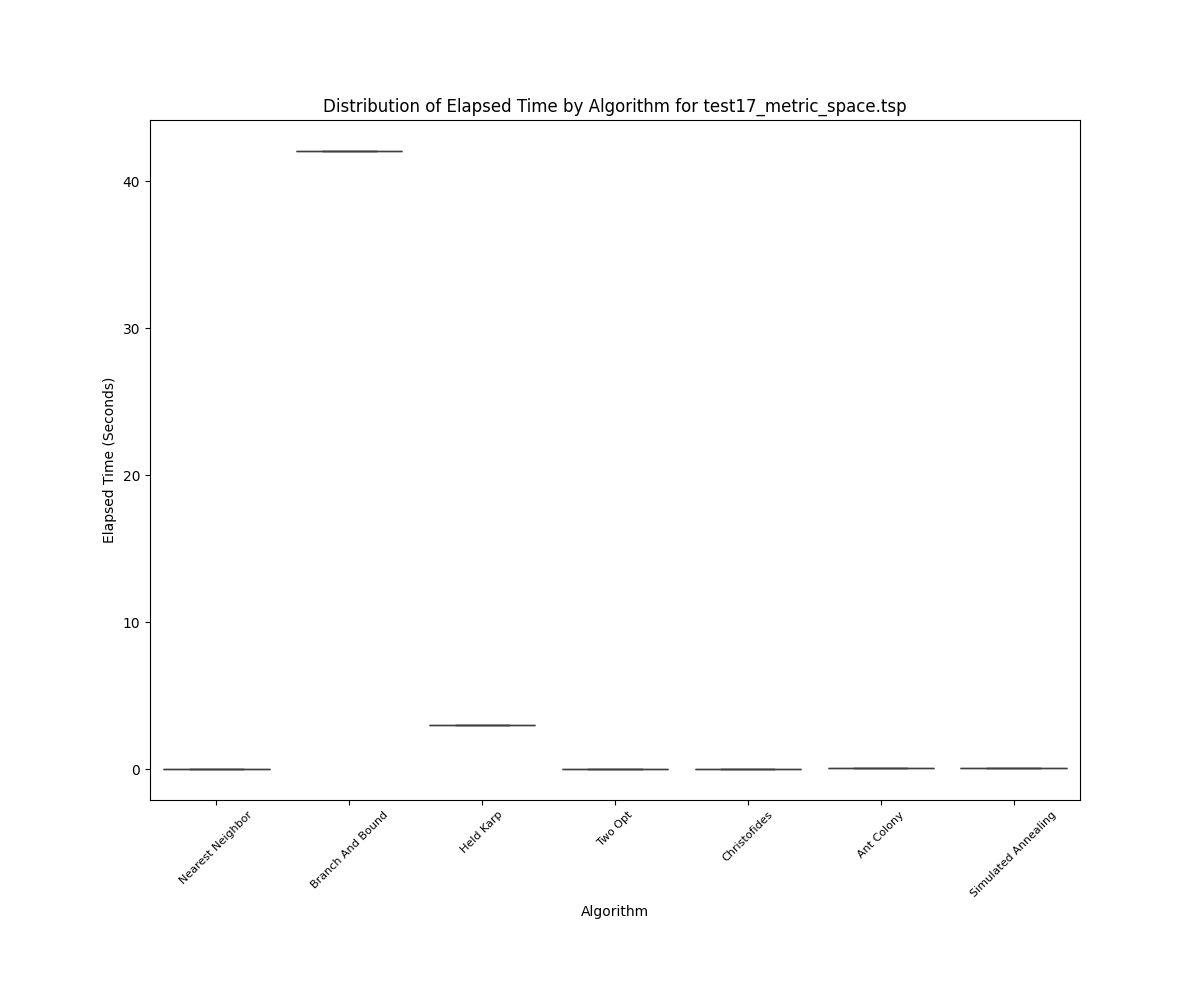 Distribution of Elapsed Time by Algorithm for test17_metric_space.tsp
Elapsed Time (Seconds)
40
30
20
10
0
Nearest Neighbor
Branch And Bound
Held Karp
Two Opt
Christofides
Ant Colony
Simulated Annealing
Algorithm